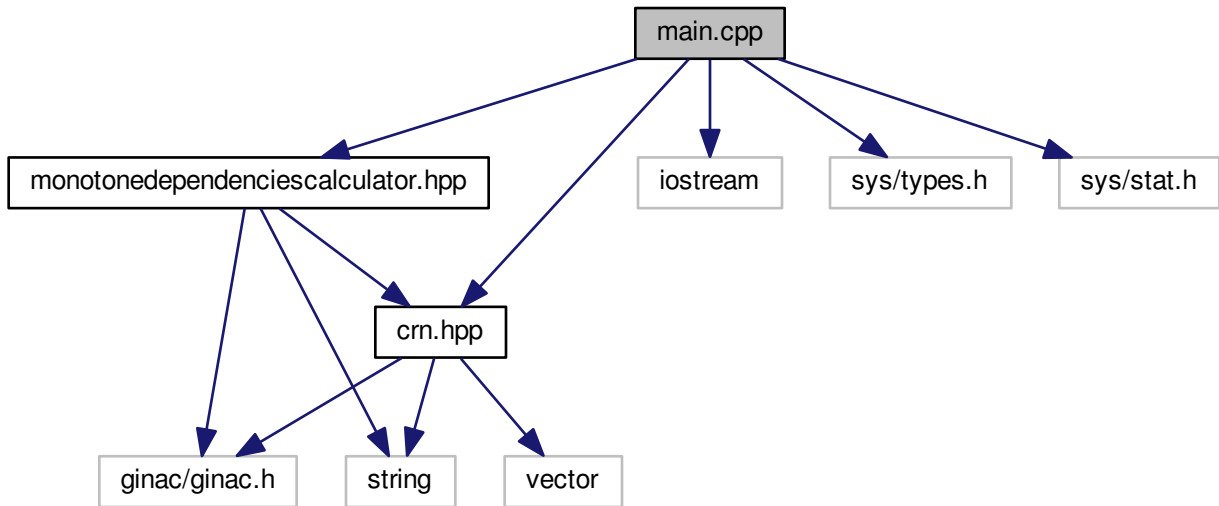 main.cpp
monotonedependenciescalculator.hpp
iostream
sys/types.h
sys/stat.h
crn.hpp
ginac/ginac.h
string
vector